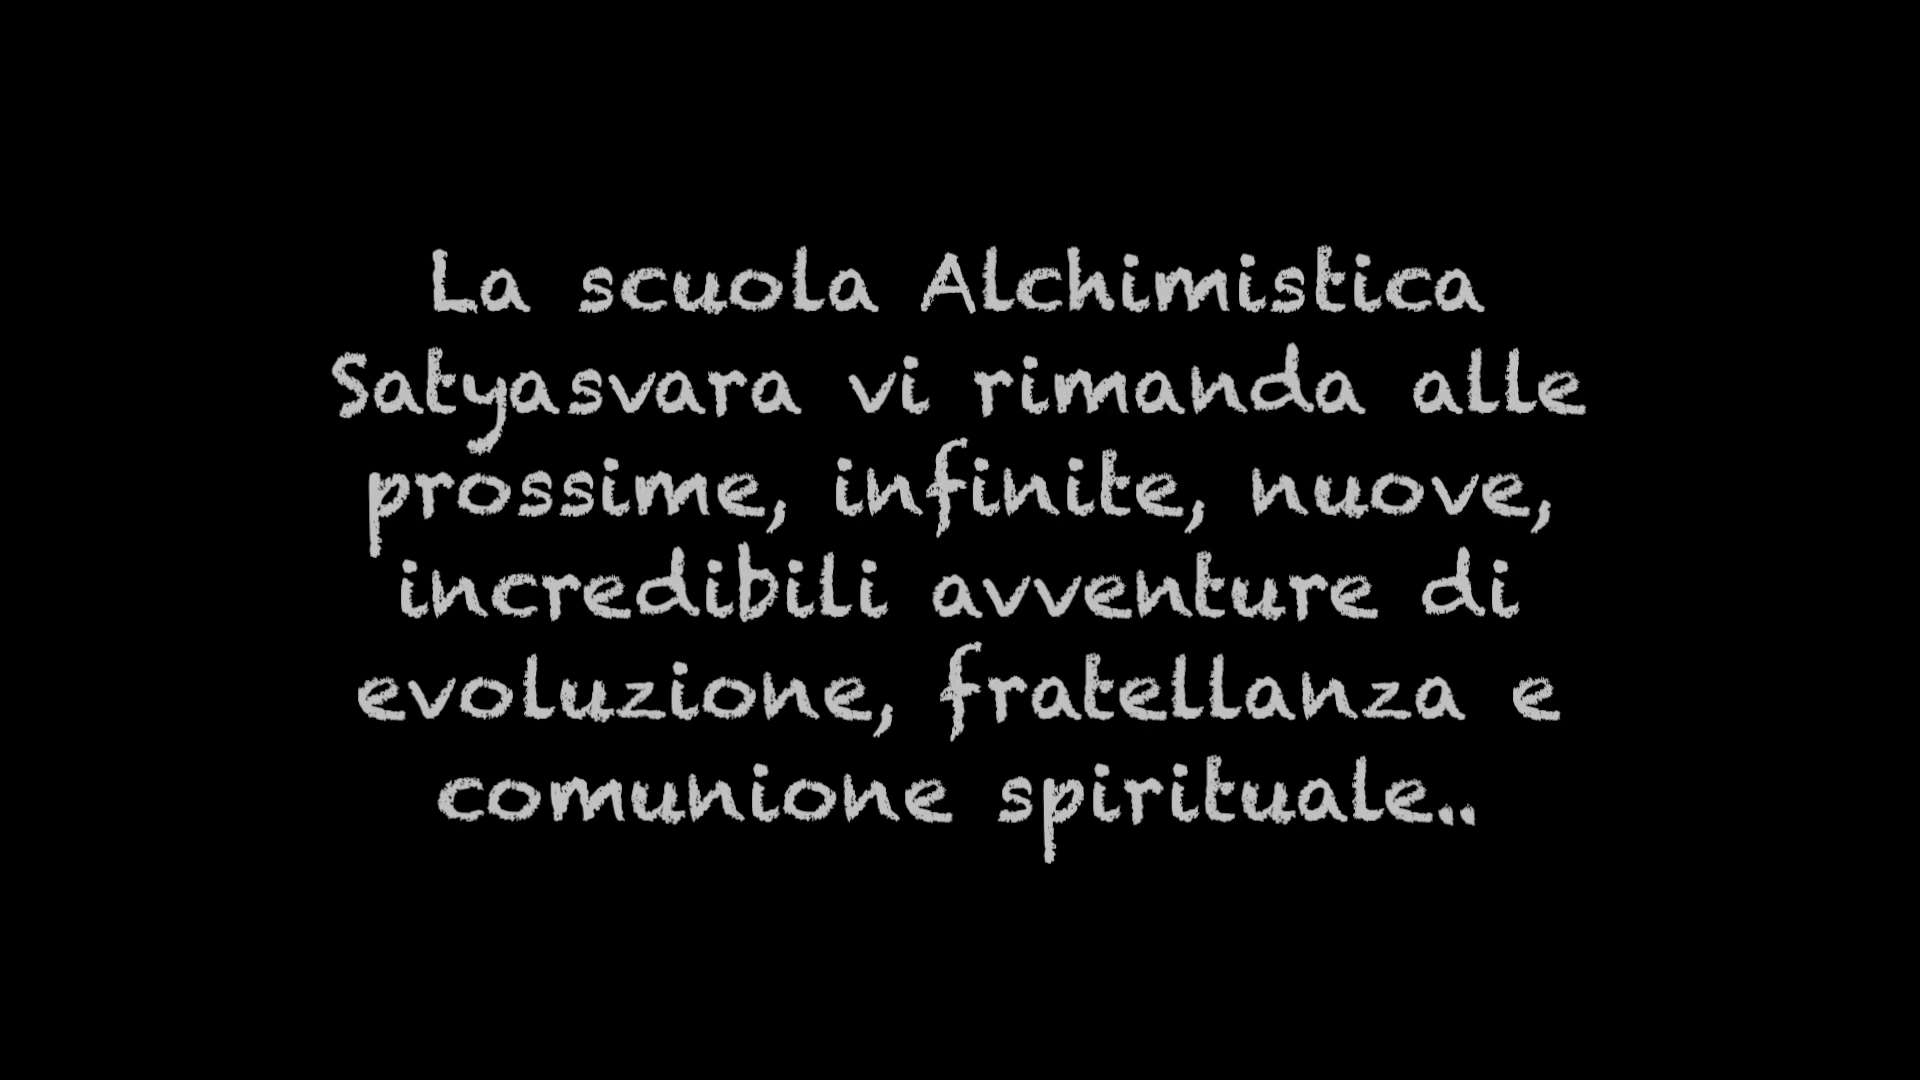 La scuola Alchimistica
Satyasvara vi rimanda alle
prossime, infinite, nuove,
incredibili avventure di
evoluzione, fratellanza e
comunione spirituale..